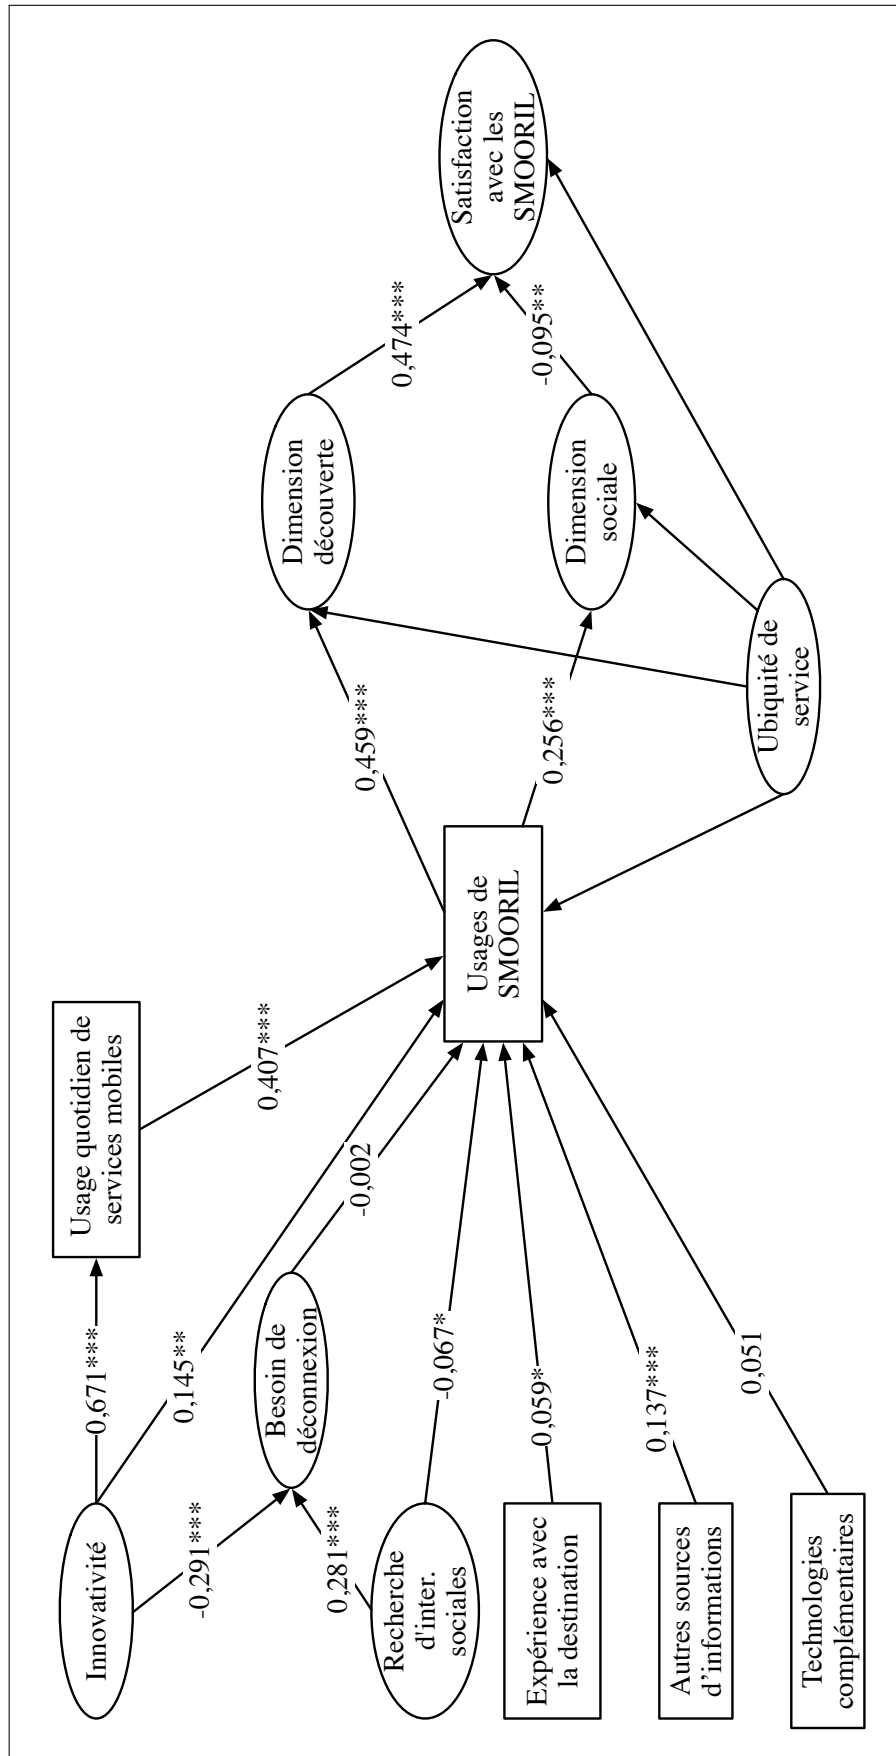 Innovativité
0,671***
Usage quotidien de
services mobiles
-0,291***
0,145**
0,407***
Besoin de
déconnexion
-0,002
0,281***
Recherche
d'inter.
sociales
-0,067*
Expérience avec
la destination
0,059*
Autres sources
d’informations
0,137***
Technologies
complémentaires
0,051
Usages de
SMOORIL
0,459***
0,256***
Dimension
découverte
Dimension
sociale
Ubiquité de
service
0,474***
-0,095**
Satisfaction
avec les
SMOORIL